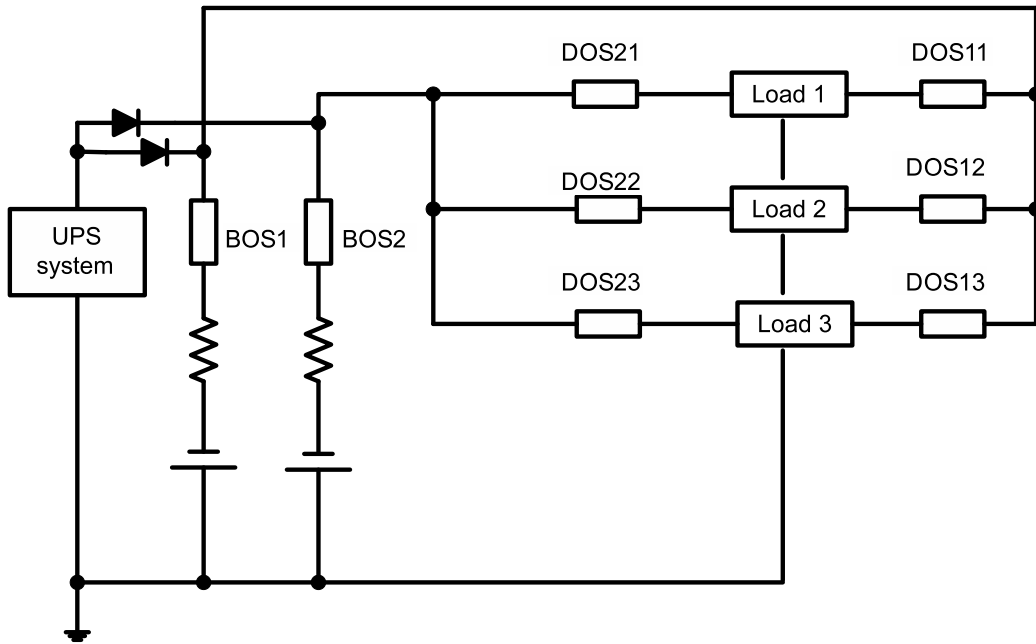 DOS21
DOS11
Load 1
DOS22
DOS12
Load 2
UPS
system
BOS1
BOS2
DOS23
DOS13
Load 3